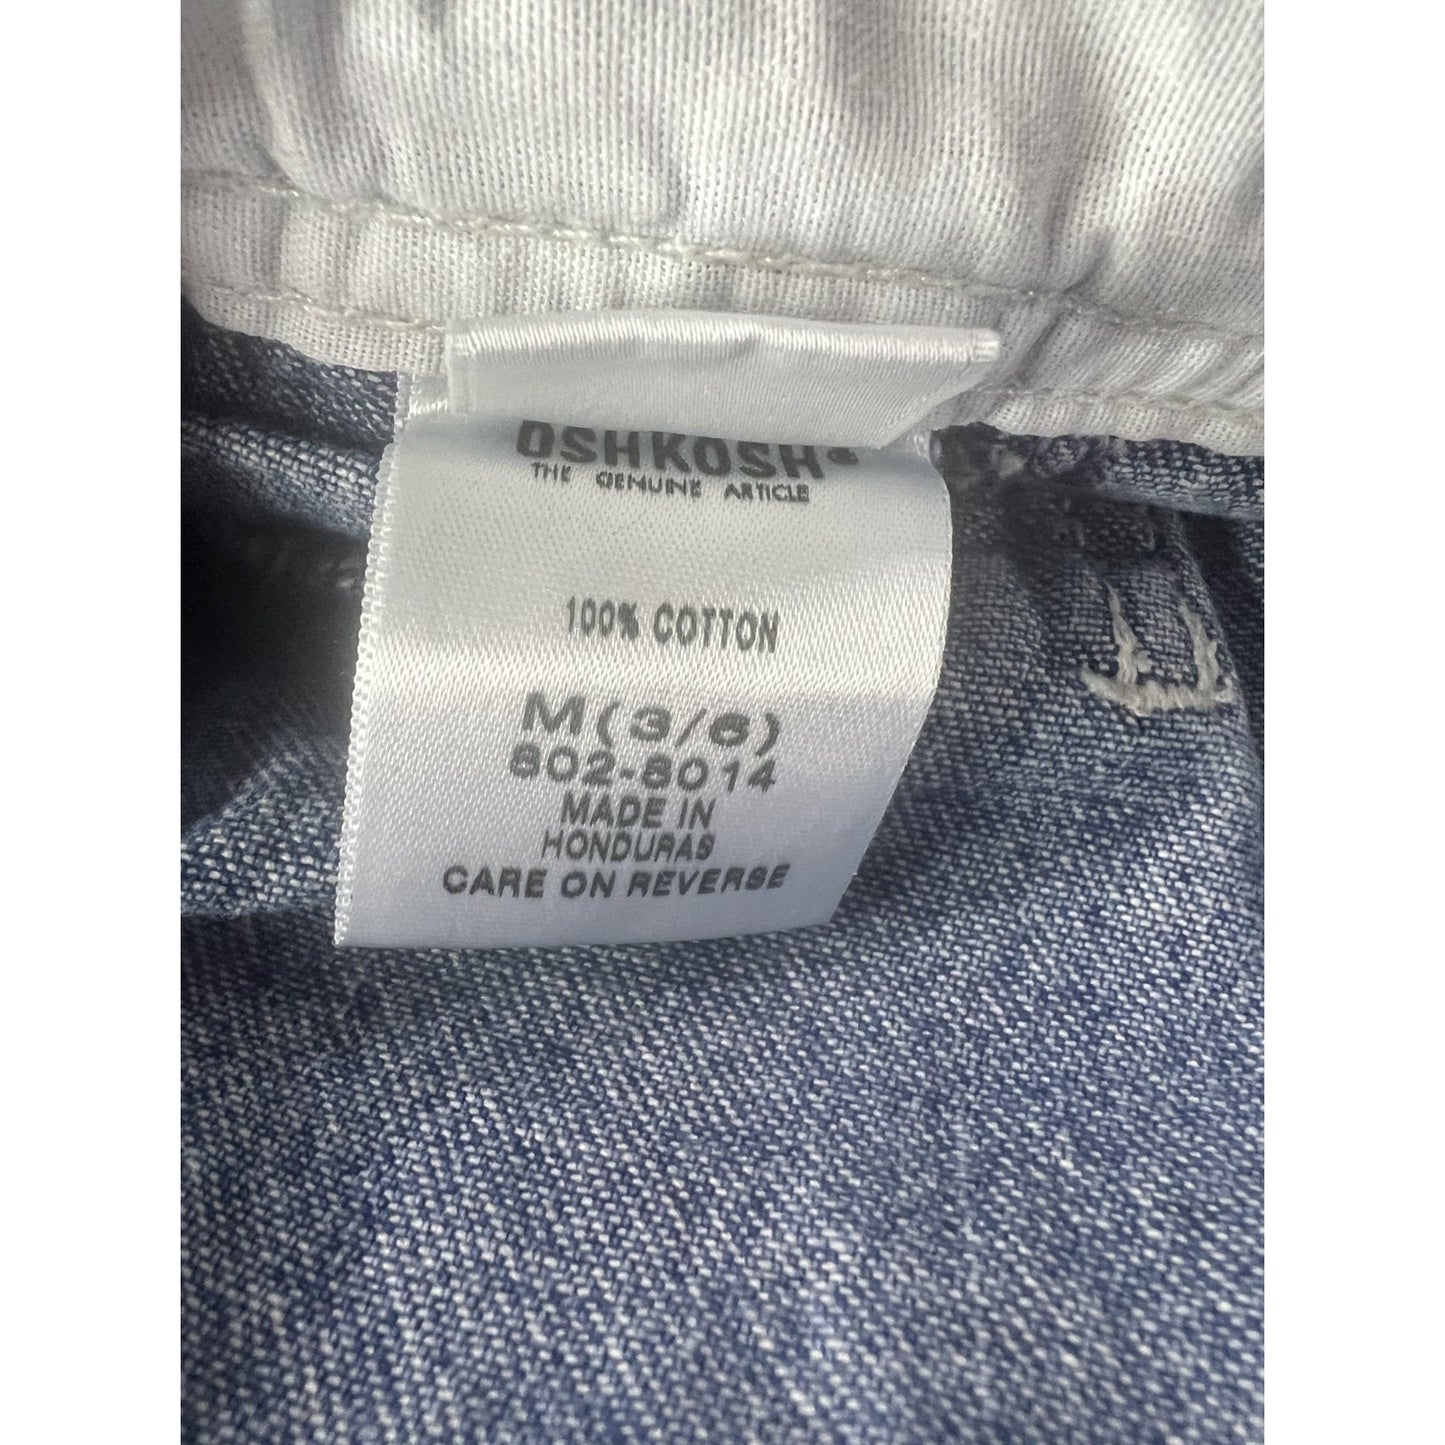 OSHKOSH®
THE GENUINE ARTICLE
100% COTTON
M(3/6)
802-8014
MADE IN
HONDURAS
CARE ON REVERSE